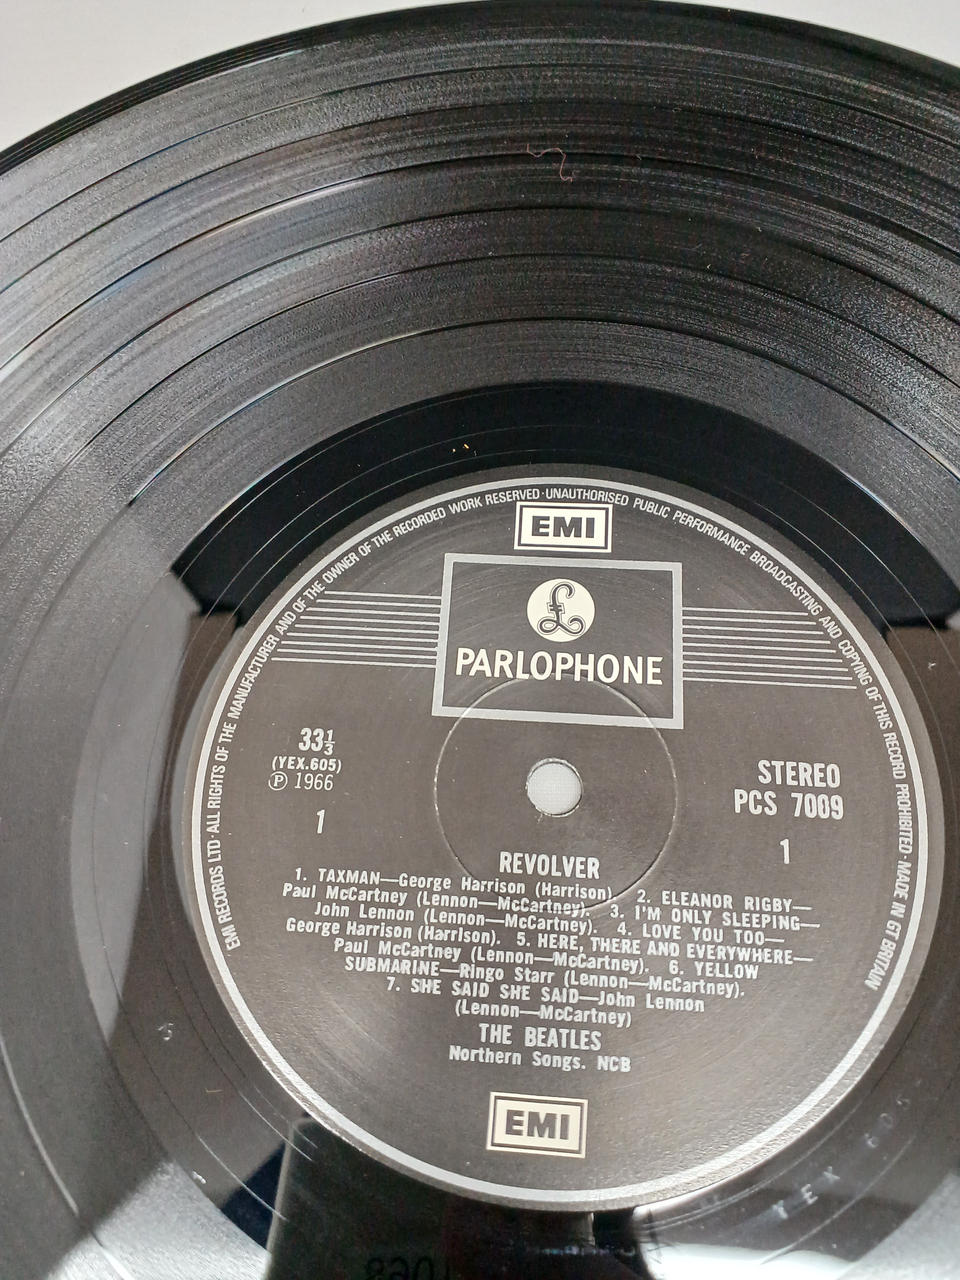 EMI RECORDS LTD · ALL RIGHTS OF THE MANUFACTURER AND OF THE OWNER OF THE RECORDED WORK RESERVED · UNAUTHORISED PUBLIC PERFORMANCE BROADCASTING AND COPYING OF THIS RECORD PROHIBITED · MADE IN GT BRITAIN
EMI
£
PARLOPHONE
33⅓
(YEX.605)
Ⓟ 1966
1
STEREO
PCS 7009
1
REVOLVER
1. TAXMAN—George Harrison (Harrison). 2. ELEANOR RIGBY—
Paul McCartney (Lennon—McCartney). 3. I'M ONLY SLEEPING—
John Lennon (Lennon—McCartney). 4. LOVE YOU TOO—
George Harrison (Harrison). 5. HERE, THERE AND EVERYWHERE—
Paul McCartney (Lennon—McCartney). 6. YELLOW
SUBMARINE—Ringo Starr (Lennon—McCartney).
7. SHE SAID SHE SAID—John Lennon
(Lennon—McCartney)
THE BEATLES
Northern Songs. NCB
EMI
YEX 605